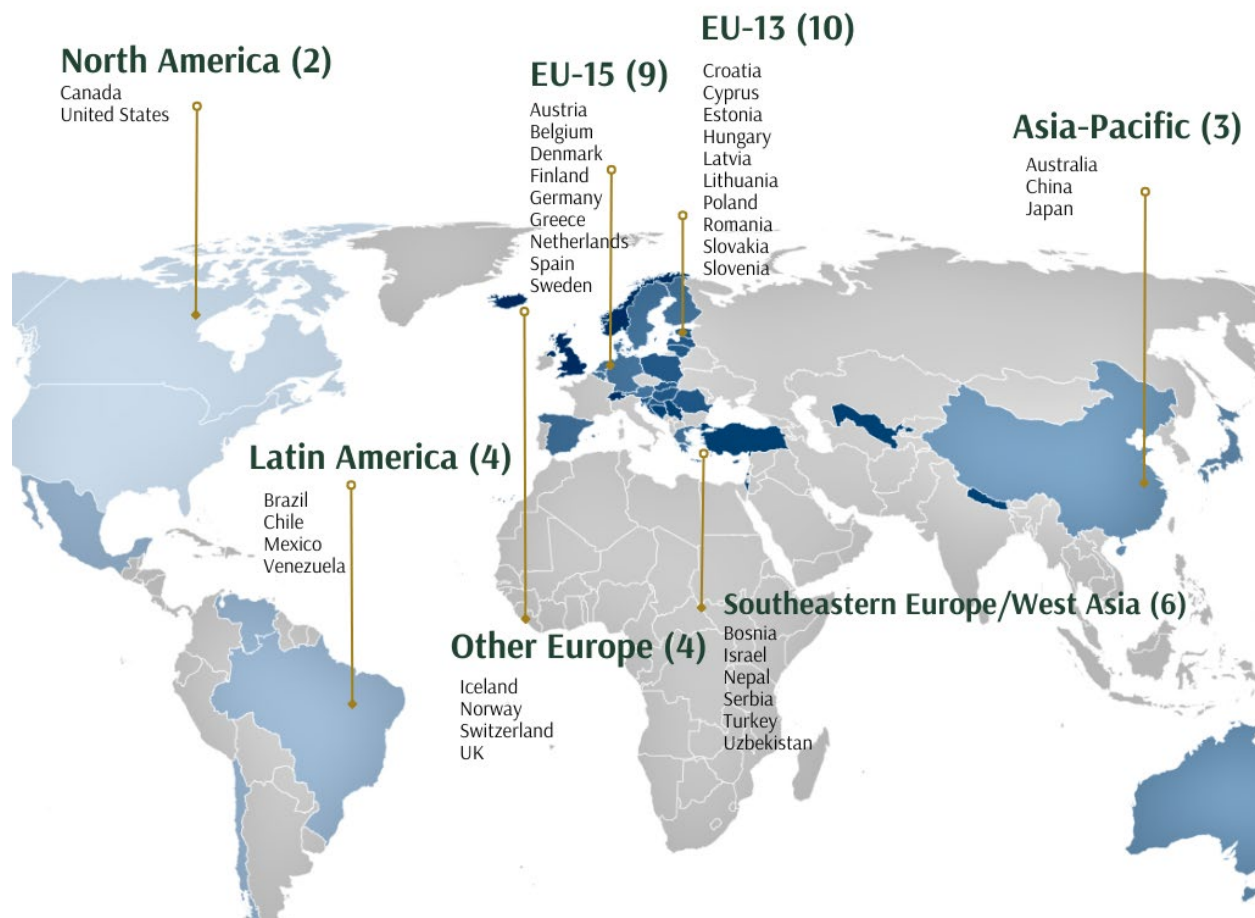 North America (2)
Canada
United States
EU-15 (9)
Austria
Belgium
Denmark
Finland
Germany
Greece
Netherlands
Spain
Sweden
EU-13 (10)
Croatia
Cyprus
Estonia
Hungary
Latvia
Lithuania
Poland
Romania
Slovakia
Slovenia
Asia-Pacific (3)
Australia
China
Japan
Latin America (4)
Brazil
Chile
Mexico
Venezuela
Other Europe (4)
Iceland
Norway
Switzerland
UK
Southeastern Europe/West Asia (6)
Bosnia
Israel
Nepal
Serbia
Turkey
Uzbekistan